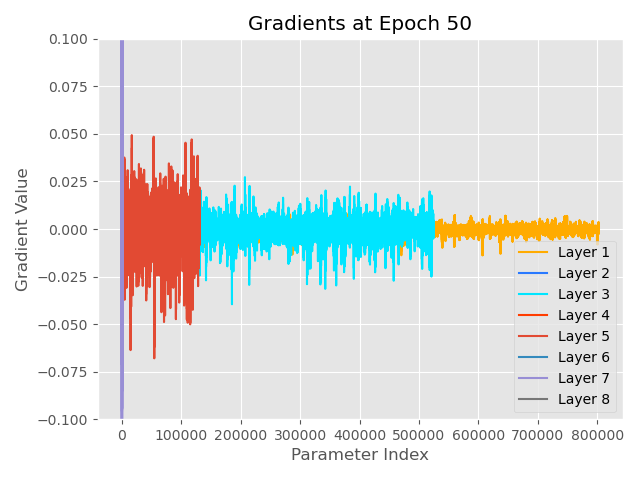 Gradients at Epoch 50
0.100
0.075
0.050
0.025
0.000
−0.025
−0.050
−0.075
−0.100
Gradient Value
Layer 1
Layer 2
Layer 3
Layer 4
Layer 5
Layer 6
Layer 7
Layer 8
0 100000 200000 300000 400000 500000 600000 700000 800000
Parameter Index